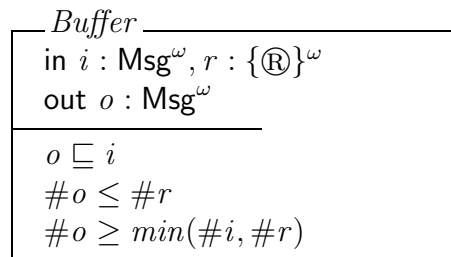 Buffer
in i : Msg^ω, r : {Ⓡ}^ω
out o : Msg^ω
o ⊑ i
#o ≤ #r
#o ≥ min(#i, #r)